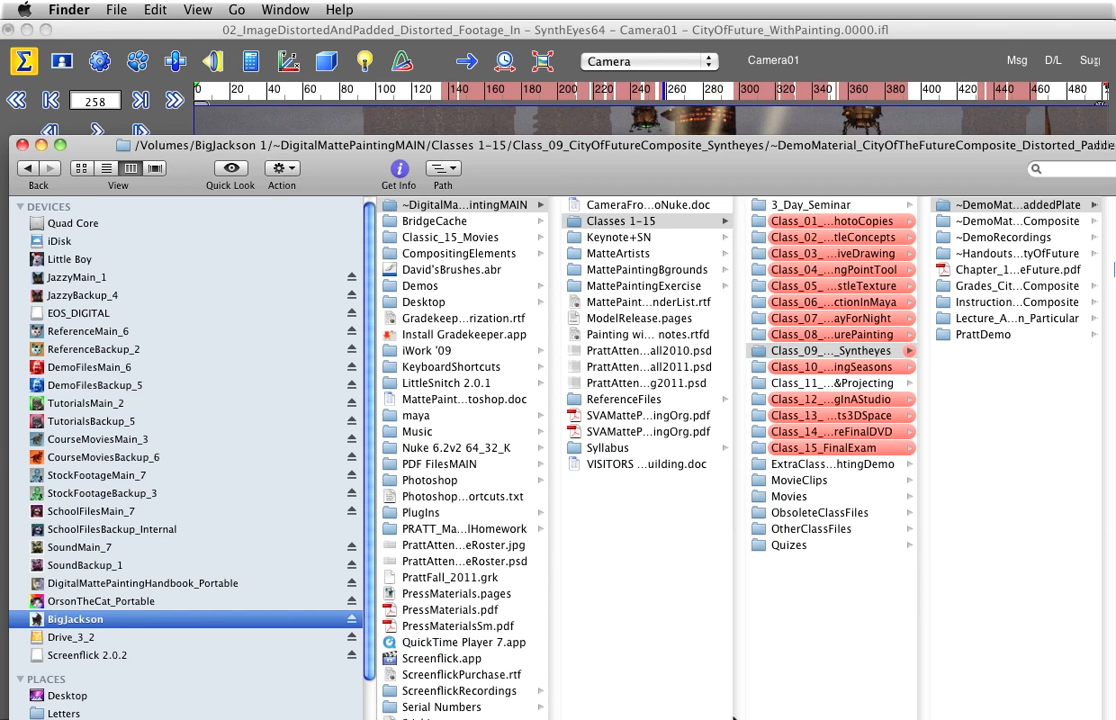 Finder File Edit View Go Window Help
02_ImageDistortedAndPadded_Distorted_Footage_In - SynthEyes64 - Camera01 - CityOfFuture_WithPainting.0000.ifl
Σ Camera Camera01 Msg D/L
258 0 20 40 60 80 100 120 140 160 180 200 220 240 260 280 300 320 340 360 380 400 420 440 460 480
/Volumes/BigJackson 1/~DigitalMattePaintingMAIN/Classes 1-15/Class_09_CityOfFutureComposite_Syntheyes/~DemoMaterial_CityOfTheFutureComposite_Distorted_
Back View Quick Look Action Get Info Path
DEVICES
Quad Core
iDisk
Little Boy
JazzyMain_1
JazzyBackup_4
EOS_DIGITAL
ReferenceMain_6
ReferenceBackup_2
DemoFilesMain_6
DemoFilesBackup_5
TutorialsMain_2
TutorialsBackup_5
CourseMoviesMain_3
CourseMoviesBackup_6
StockFootageMain_7
StockFootageBackup_3
SchoolFilesMain_7
SchoolFilesBackup_Internal
SoundMain_7
SoundBackup_1
DigitalMattePaintingHandbook_Portable
OrsonTheCat_Portable
BigJackson
Drive_3_2
Screenflick 2.0.2
PLACES
Desktop
Letters
~DigitalMa...intingMAIN
BridgeCache
Classic_15_Movies
CompositingElements
David'sBrushes.abr
Demos
Desktop
Gradekeep...rization.rtf
Install Gradekeeper.app
iWork '09
KeyboardShortcuts
LittleSnitch 2.0.1
MattePaint...toshop.doc
maya
Music
Nuke 6.2v2 64_32_K
PDF FilesMAIN
Photoshop
Photoshop...ortcuts.txt
PlugIns
PRATT_Ma...lHomework
PrattAtten...eRoster.jpg
PrattAtten...eRoster.psd
PrattFall_2011.grk
PressMaterials.pages
PressMaterials.pdf
PressMaterialsSm.pdf
QuickTime Player 7.app
Screenflick.app
ScreenflickPurchase.rtf
ScreenflickRecordings
Serial Numbers
CameraFro...oNuke.doc
Classes 1-15
Keynote+SN
MatteArtists
MattePaintingBgrounds
MattePaintingExercise
MattePaint...nderList.rtf
ModelRelease.pages
Painting wi... notes.rtfd
PrattAtten...all2010.psd
PrattAtten...all2011.psd
PrattAtten...g2011.psd
ReferenceFiles
SVAMatteP...ingOrg.pdf
SVAMatteP...ingOrg.pdf
Syllabus
VISITORS ...uilding.doc
3_Day_Seminar
Class_01_...hotoCopies
Class_02_...tleConcepts
Class_03_...iveDrawing
Class_04_...ngPointTool
Class_05_...stleTexture
Class_06_...ctionInMaya
Class_07_...ayForNight
Class_08_...urePainting
Class_09_..._Syntheyes
Class_10_...ingSeasons
Class_11_...&Projecting
Class_12_...gInAStudio
Class_13_...ts3DSpace
Class_14_...reFinalDVD
Class_15_FinalExam
ExtraClass...htingDemo
MovieClips
Movies
ObsoleteClassFiles
OtherClassFiles
Quizes
~DemoMat...addedPlate
~DemoMat...Composite
~DemoRecordings
~Handouts...tyOfFuture
Chapter_1...eFuture.pdf
Grades_Cit...Composite
Instruction...Composite
Lecture_A...n_Particular
PrattDemo